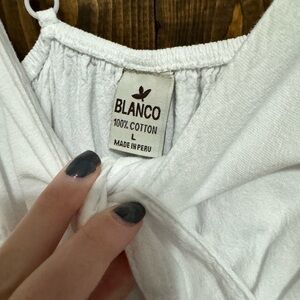 BLANCO
100% COTTON
L
MADE IN PERU